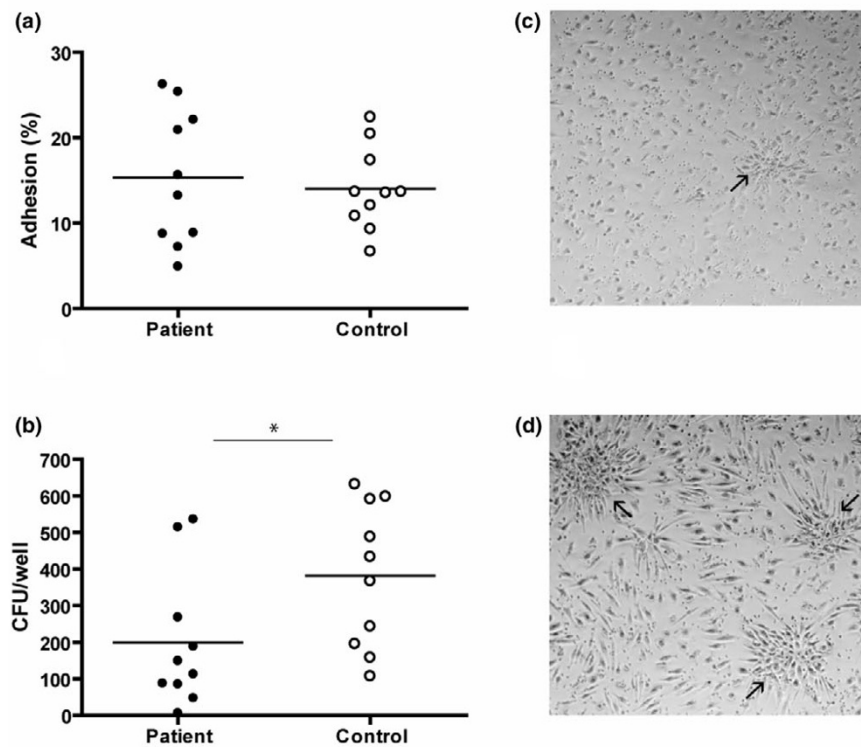 (a)
30
20
10
0
Adhesion (%)
Patient Control
(c)
(b)
*
700
600
500
400
300
200
100
0
CFU/well
Patient Control
(d)